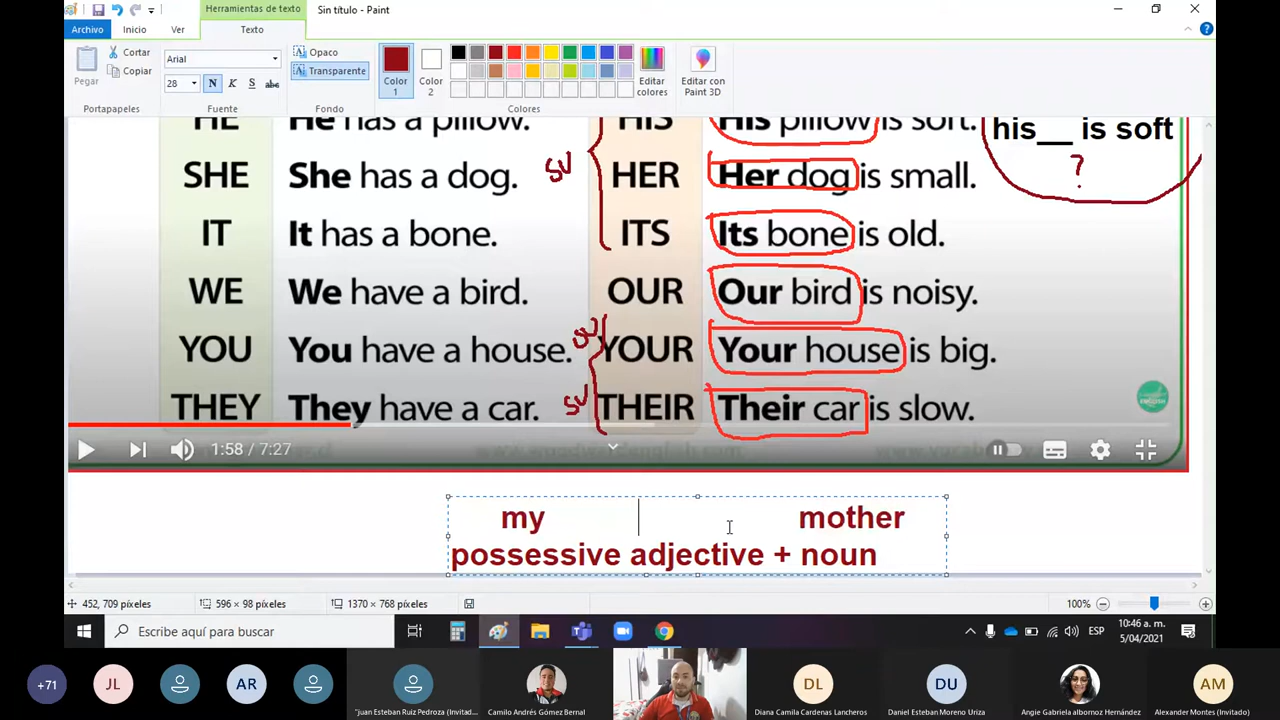 Herramientas de texto
Sin título - Paint
Archivo
Inicio
Ver
Texto
Pegar
Cortar
Copiar
Portapapeles
Arial
28
N K S abc
Fuente
Opaco
Transparente
Fondo
Color
1
Color
2
Colores
Editar
colores
Editar con
Paint 3D
HE He has a pillow. HIS His pillow is soft.
his__ is soft
?
SHE She has a dog. SV HER Her dog is small.
IT It has a bone. ITS Its bone is old.
WE We have a bird. OUR Our bird is noisy.
YOU You have a house. SV YOUR Your house is big.
THEY They have a car. SV THEIR Their car is slow.
1:58 / 7:27
my mother
possessive adjective + noun
452, 709 píxeles
596 × 98 píxeles
1370 × 768 píxeles
100%
Escribe aquí para buscar
ESP
10:46 a. m.
5/04/2021
+71
JL
AR
DL
DU
AM
"juan Esteban Ruiz Pedroza (Invitad...
Camilo Andrés Gómez Bernal
Diana Camila Cardenas Lancheros
Daniel Esteban Moreno Uriza
Angie Gabriela albornoz Hernández
Alexander Montes (Invitado)